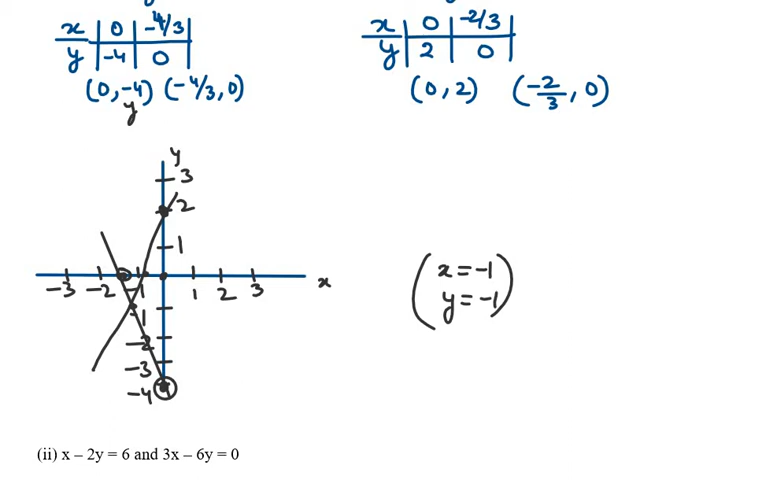 x | 0 | -4/3 |
y | -4 | 0 |
(0, -4) (-4/3, 0)
y
x | 0 | -2/3 |
y | 2 | 0 |
(0, 2) (-2/3, 0)
y
3
2
1
-3 -2 -1 1 2 3 x
-1
-2
-3
-4
x = -1
y = -1
(ii) x – 2y = 6 and 3x – 6y = 0